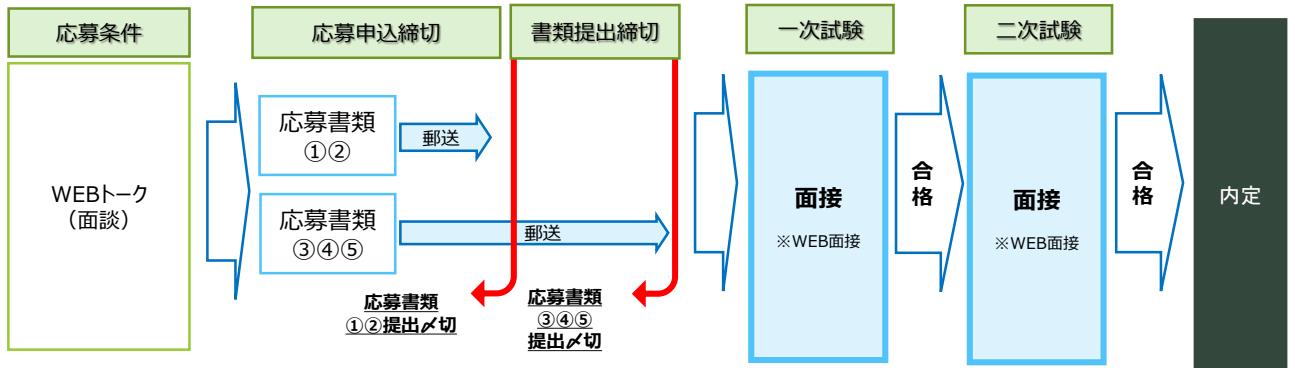 応募条件
応募申込締切
書類提出締切
一次試験
二次試験
WEBトーク
（面談）
応募書類
①②
郵送
応募書類
③④⑤
郵送
応募書類
①②提出〆切
応募書類
③④⑤
提出〆切
面接
※WEB面接
合
格
面接
※WEB面接
合
格
内定